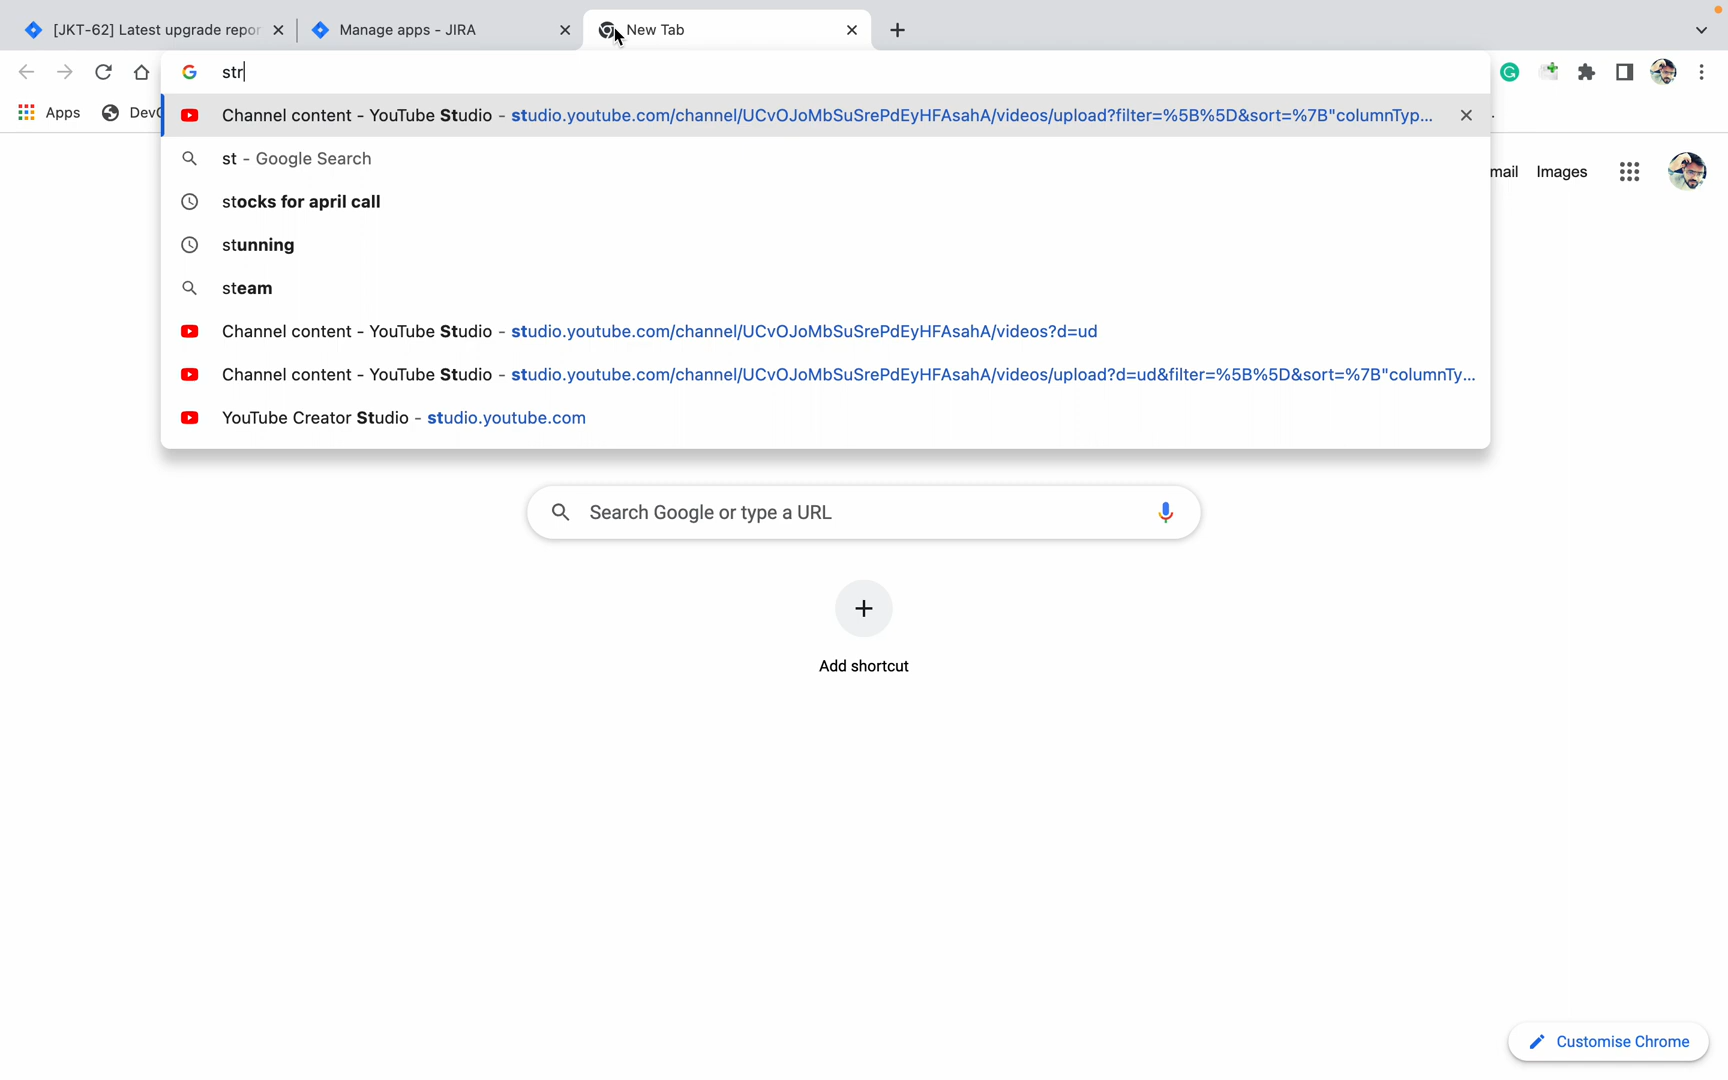 [JKT-62] Latest upgrade repor
Manage apps - JIRA
New Tab
str
Apps
Dev
Channel content - YouTube Studio - studio.youtube.com/channel/UCvOJoMbSuSrePdEyHFAsahA/videos/upload?filter=%5B%5D&sort=%7B"columnTyp...
st - Google Search
mail Images
stocks for april call
stunning
steam
Channel content - YouTube Studio - studio.youtube.com/channel/UCvOJoMbSuSrePdEyHFAsahA/videos?d=ud
Channel content - YouTube Studio - studio.youtube.com/channel/UCvOJoMbSuSrePdEyHFAsahA/videos/upload?d=ud&filter=%5B%5D&sort=%7B"columnTy...
YouTube Creator Studio - studio.youtube.com
Search Google or type a URL
Add shortcut
Customise Chrome